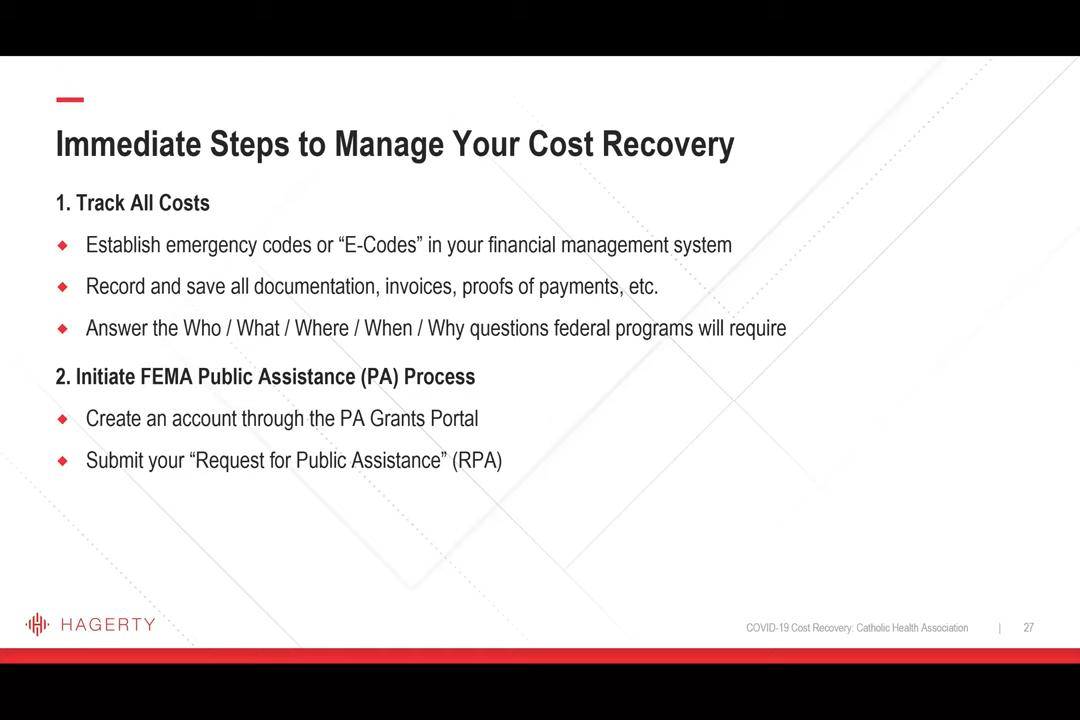 Immediate Steps to Manage Your Cost Recovery
1. Track All Costs
Establish emergency codes or “E-Codes” in your financial management system
Record and save all documentation, invoices, proofs of payments, etc.
Answer the Who / What / Where / When / Why questions federal programs will require
2. Initiate FEMA Public Assistance (PA) Process
Create an account through the PA Grants Portal
Submit your “Request for Public Assistance” (RPA)
HAGERTY
COVID-19 Cost Recovery: Catholic Health Association | 27